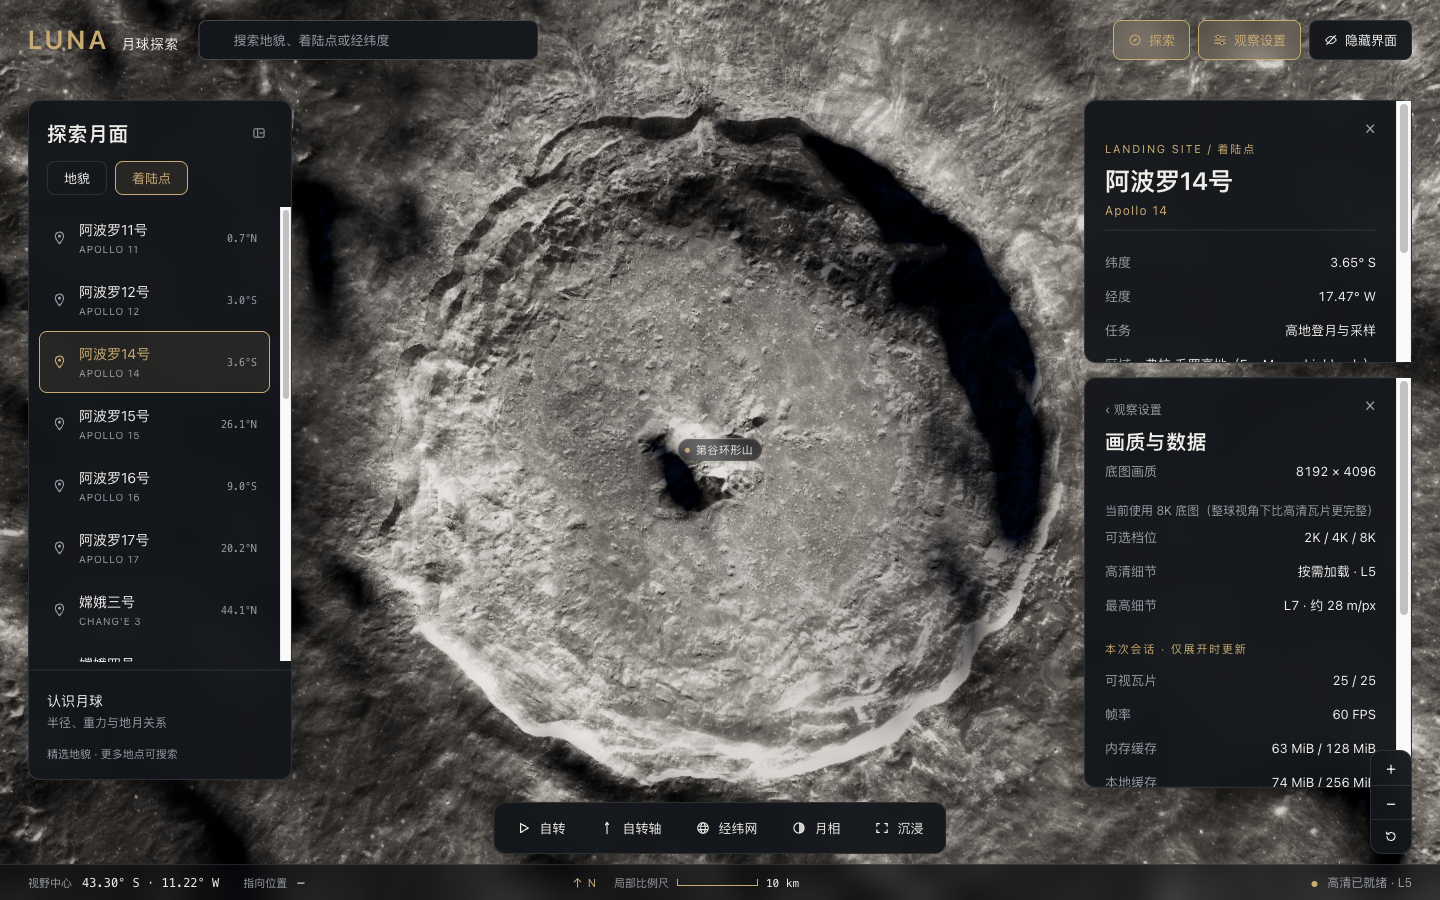 LUNA 月球探索
搜索地貌、着陆点或经纬度
探索
观察设置
隐藏界面
探索月面
地貌
着陆点
阿波罗11号
APOLLO 11
0.7°N
阿波罗12号
APOLLO 12
3.0°S
阿波罗14号
APOLLO 14
3.6°S
阿波罗15号
APOLLO 15
26.1°N
阿波罗16号
APOLLO 16
9.0°S
阿波罗17号
APOLLO 17
20.2°N
嫦娥三号
CHANG'E 3
44.1°N
认识月球
半径、重力与地月关系
精选地貌 · 更多地点可搜索
第谷环形山
LANDING SITE / 着陆点
阿波罗14号
Apollo 14
纬度 3.65° S
经度 17.47° W
任务 高地登月与采样
‹ 观察设置
画质与数据
底图画质 8192 × 4096
当前使用 8K 底图（整球视角下比高清瓦片更完整）
可选档位 2K / 4K / 8K
高清细节 按需加载 · L5
最高细节 L7 · 约 28 m/px
本次会话 · 仅展开时更新
可视瓦片 25 / 25
帧率 60 FPS
内存缓存 63 MiB / 128 MiB
本地缓存 74 MiB / 256 MiB
自转
自转轴
经纬网
月相
沉浸
视野中心 43.30° S · 11.22° W 指向位置 —
↑ N 局部比例尺 10 km
高清已就绪 · L5